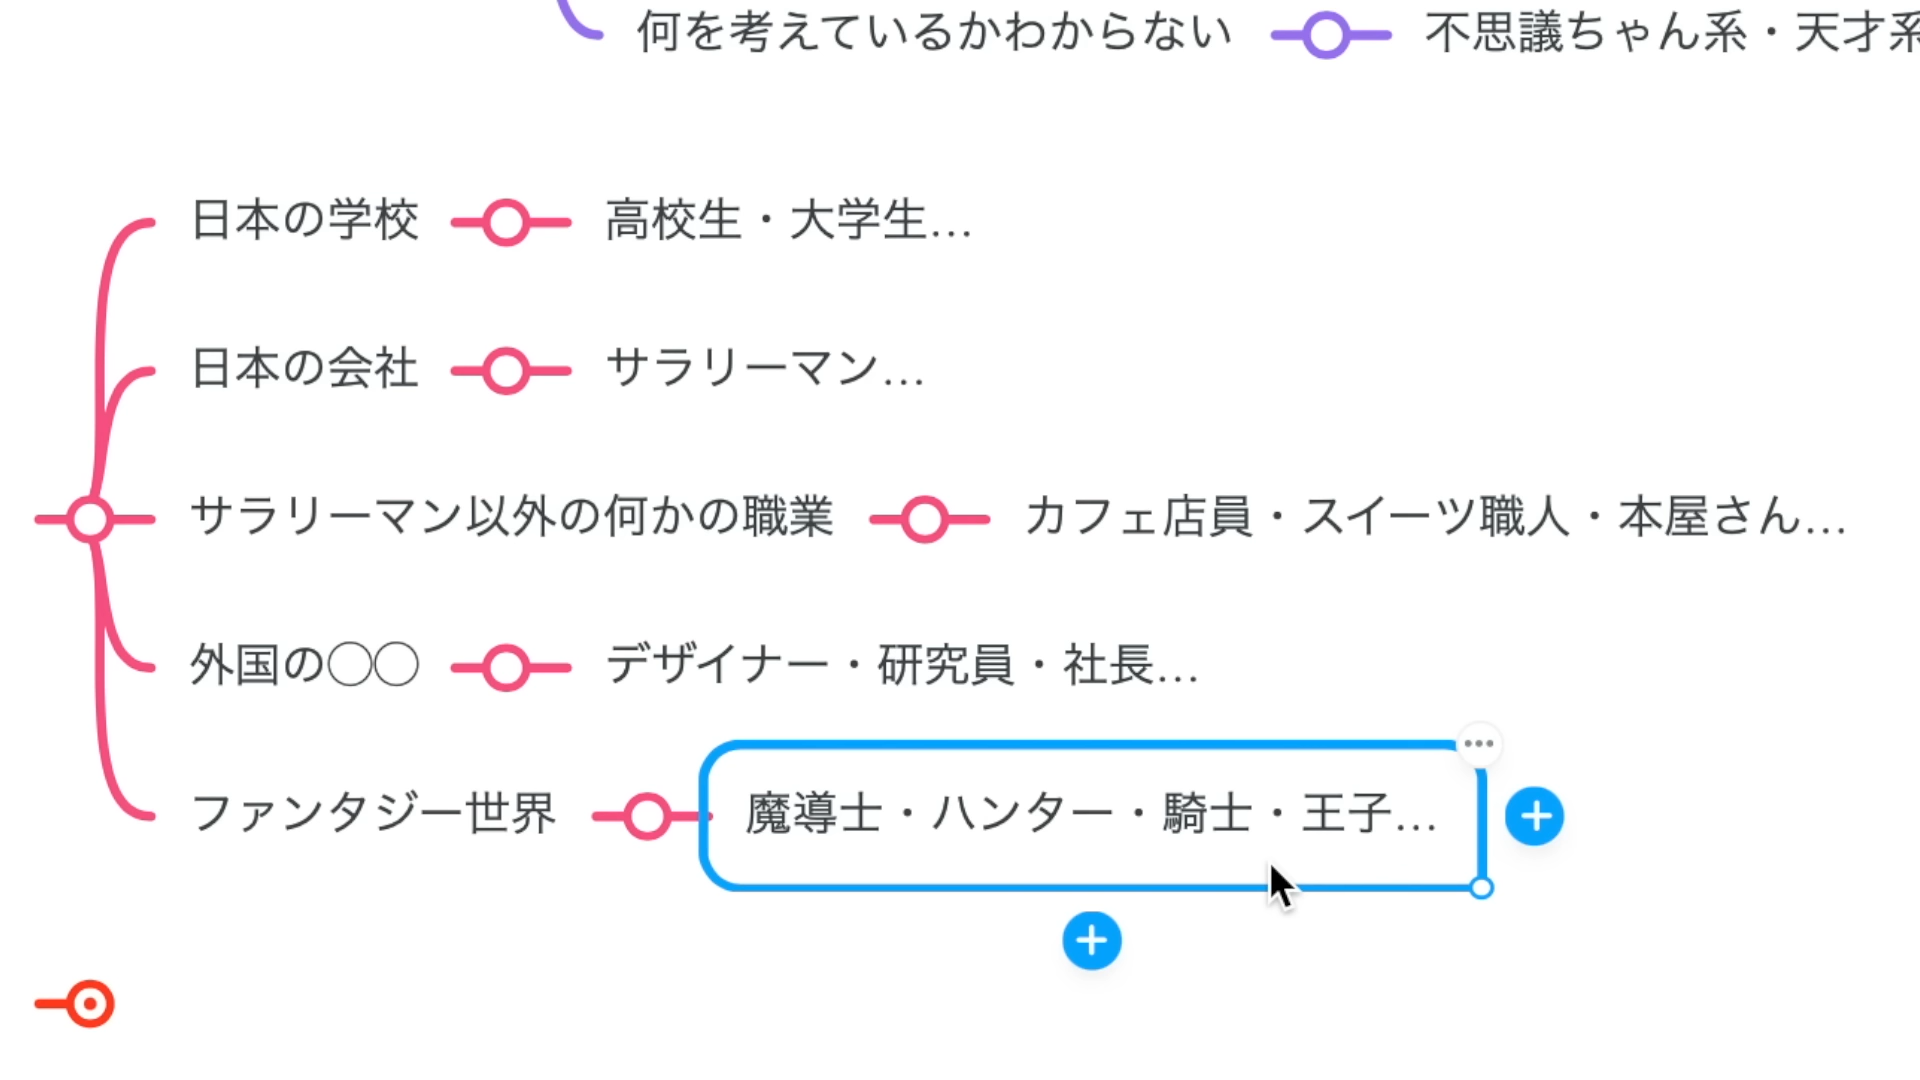 何を考えているかわからない 不思議ちゃん系・天才系
日本の学校 高校生・大学生…
日本の会社 サラリーマン…
サラリーマン以外の何かの職業 カフェ店員・スイーツ職人・本屋さん…
外国の◯◯ デザイナー・研究員・社長…
ファンタジー世界 魔導士・ハンター・騎士・王子…